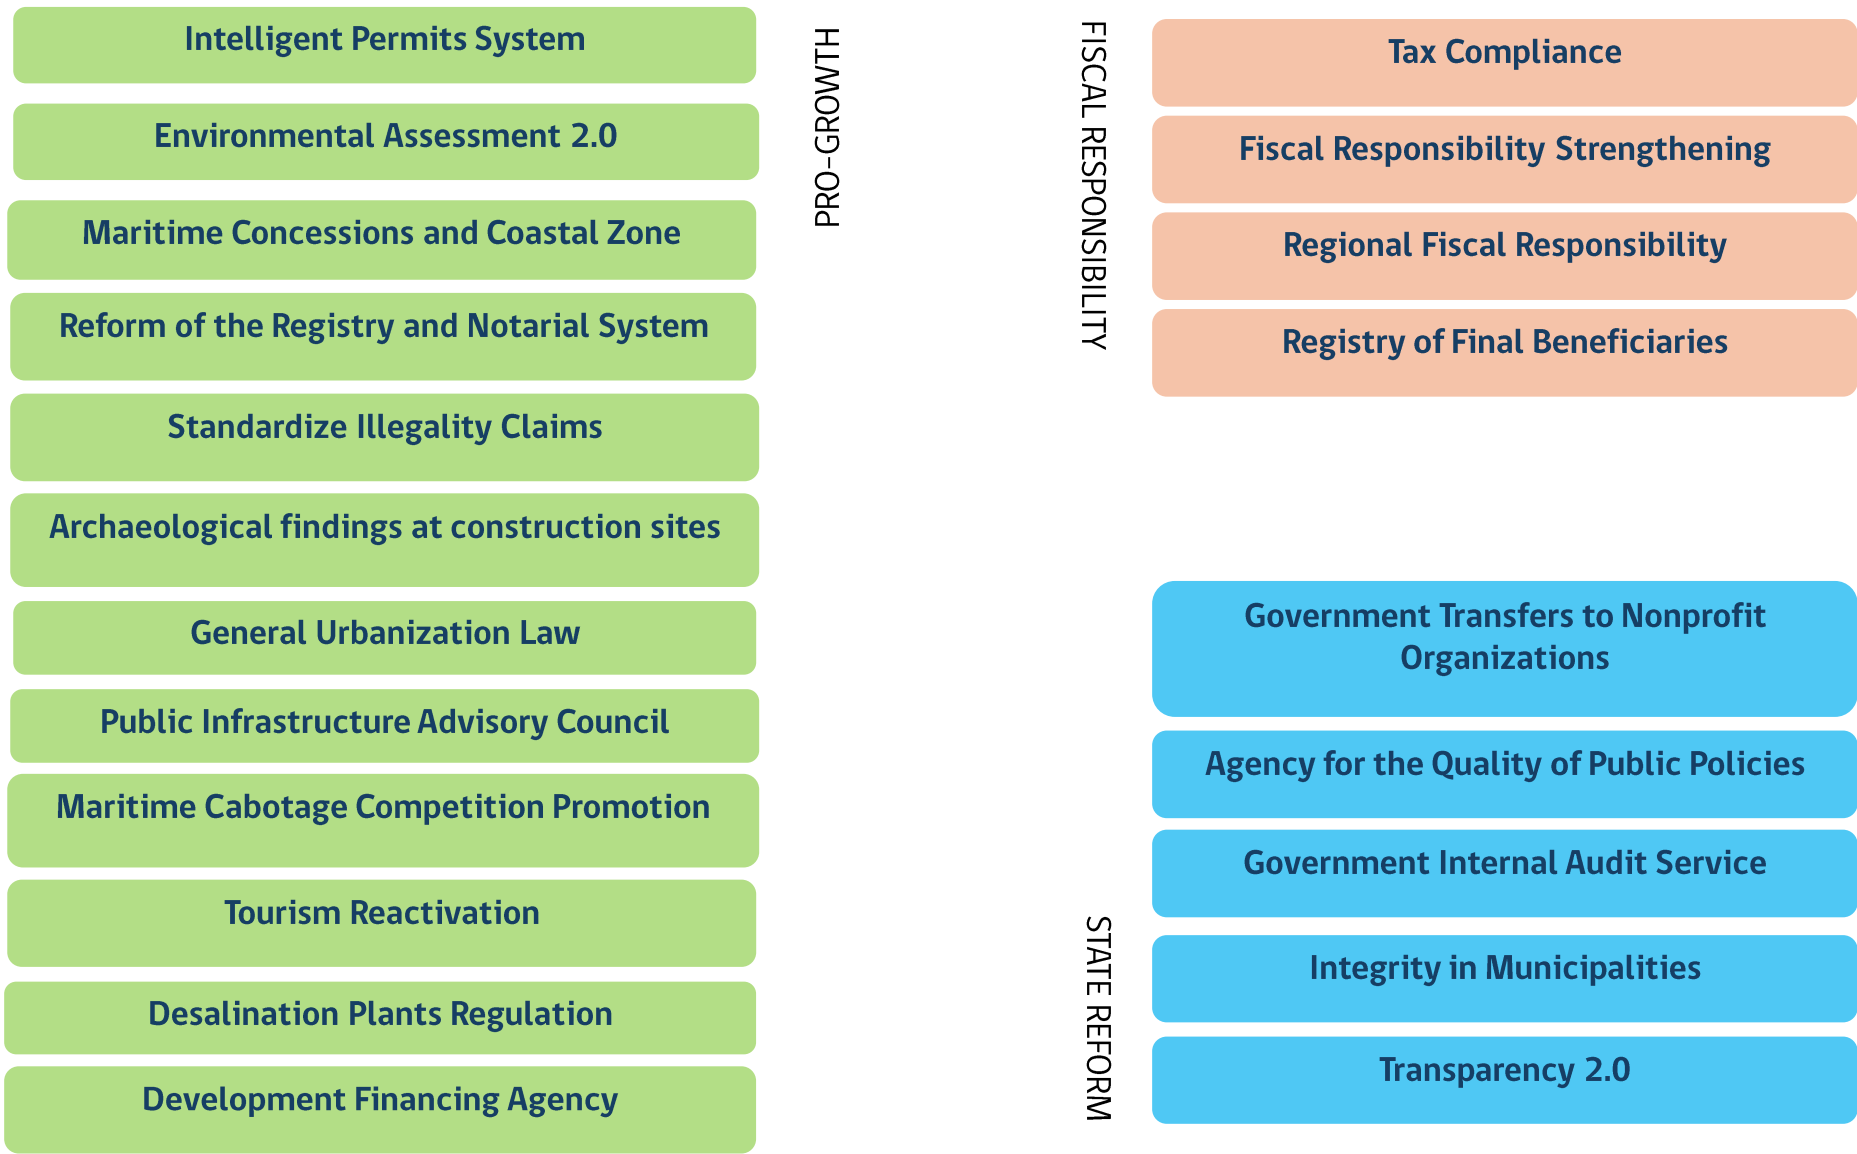 Intelligent Permits System
Environmental Assessment 2.0
Maritime Concessions and Coastal Zone
Reform of the Registry and Notarial System
Standardize Illegality Claims
Archaeological findings at construction sites
General Urbanization Law
Public Infrastructure Advisory Council
Maritime Cabotage Competition Promotion
Tourism Reactivation
Desalination Plants Regulation
Development Financing Agency
PRO-GROWTH
FISCAL RESPONSIBILITY
Tax Compliance
Fiscal Responsibility Strengthening
Regional Fiscal Responsibility
Registry of Final Beneficiaries
STATE REFORM
Government Transfers to Nonprofit
Organizations
Agency for the Quality of Public Policies
Government Internal Audit Service
Integrity in Municipalities
Transparency 2.0